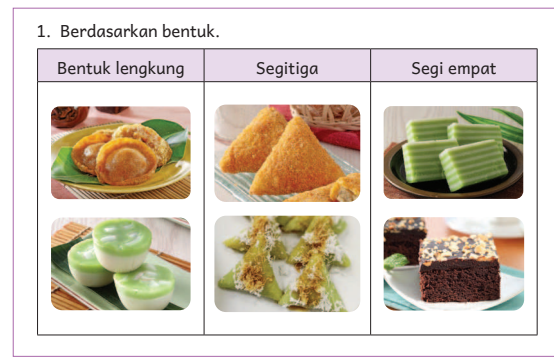 1. Berdasarkan bentuk.
Bentuk lengkung
Segitiga
Segi empat